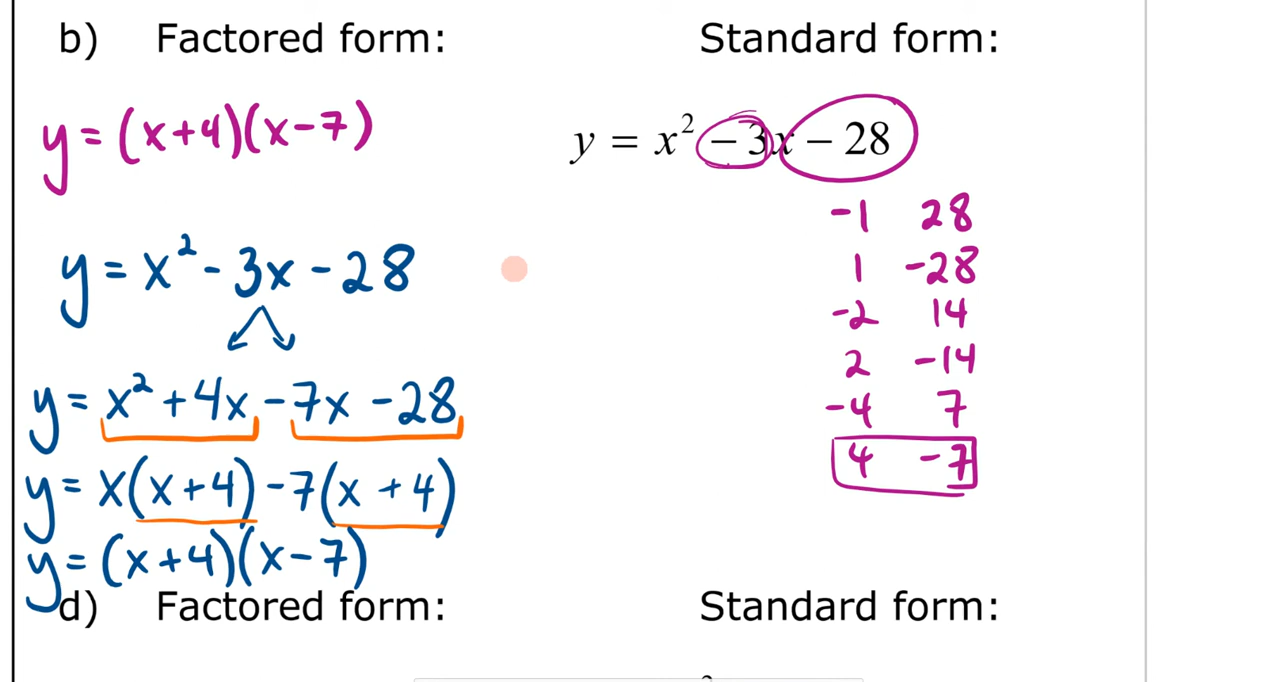 b) Factored form: Standard form:
y = (x+4)(x-7)
y = x² - 3x - 28
-1 28
1 -28
-2 14
2 -14
-4 7
4 -7
y = x² - 3x - 28
y = x² + 4x - 7x - 28
y = x(x+4) - 7(x + 4)
y = (x+4)(x-7)
d) Factored form: Standard form: